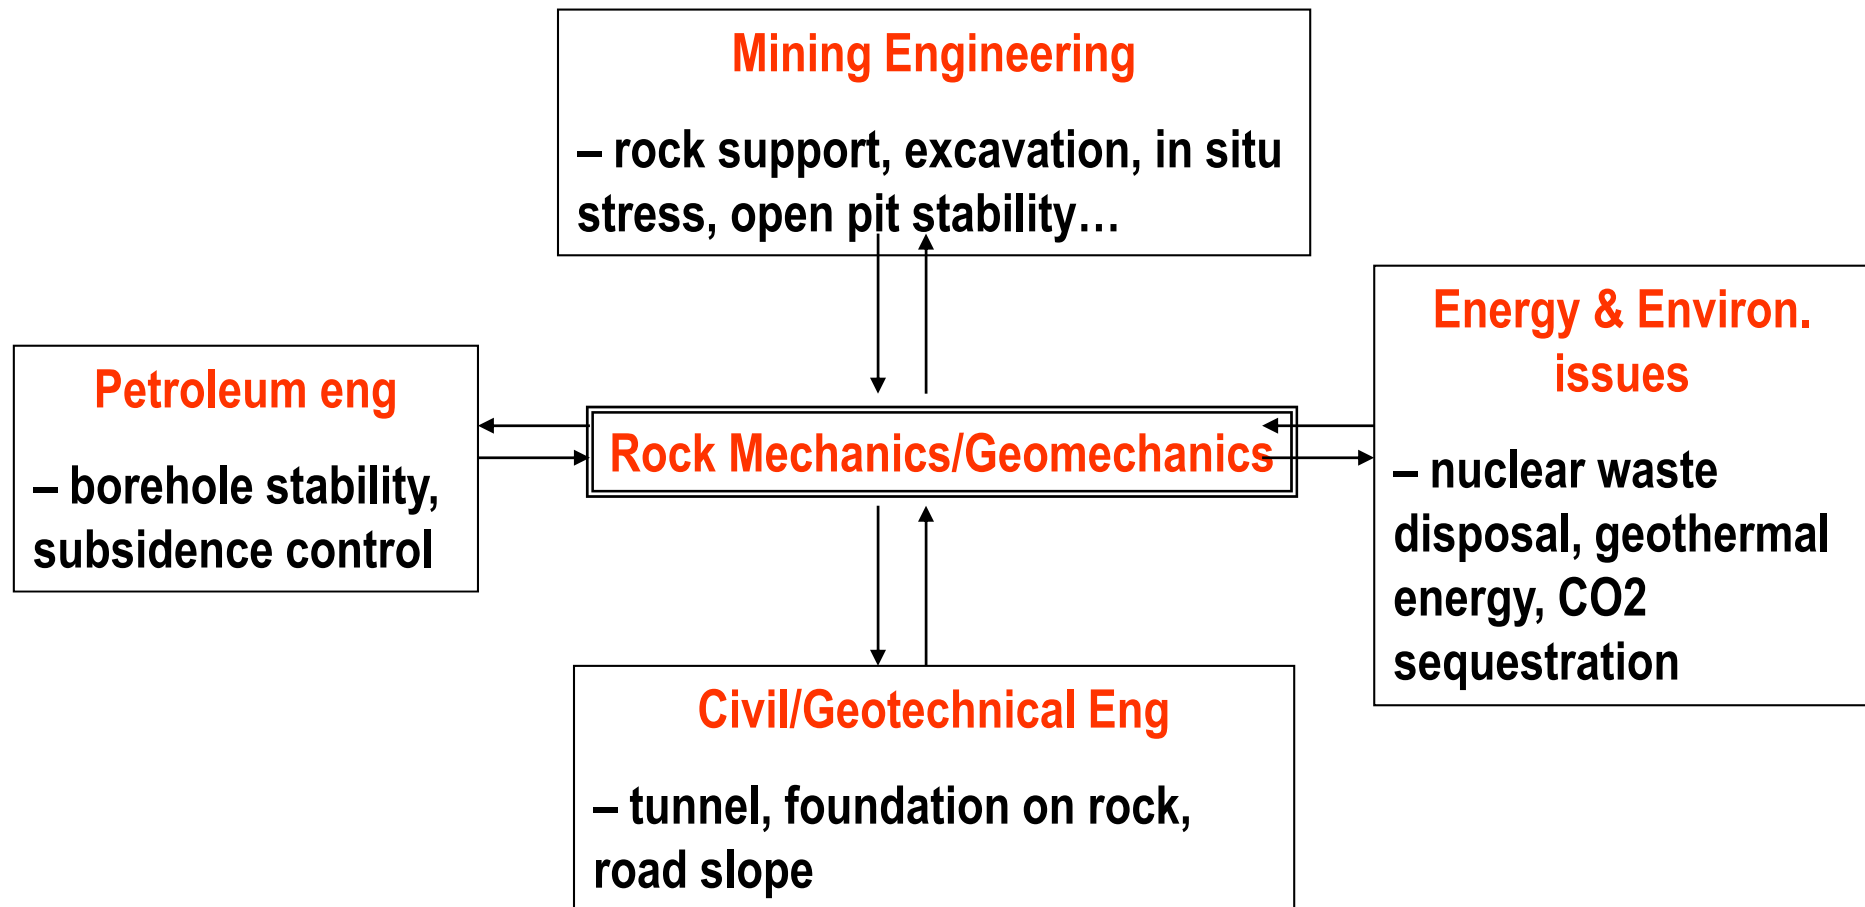 Mining Engineering
– rock support, excavation, in situ
stress, open pit stability…
Petroleum eng
– borehole stability,
subsidence control
Rock Mechanics/Geomechanics
Energy & Environ.
issues
– nuclear waste
disposal, geothermal
energy, CO2
sequestration
Civil/Geotechnical Eng
– tunnel, foundation on rock,
road slope